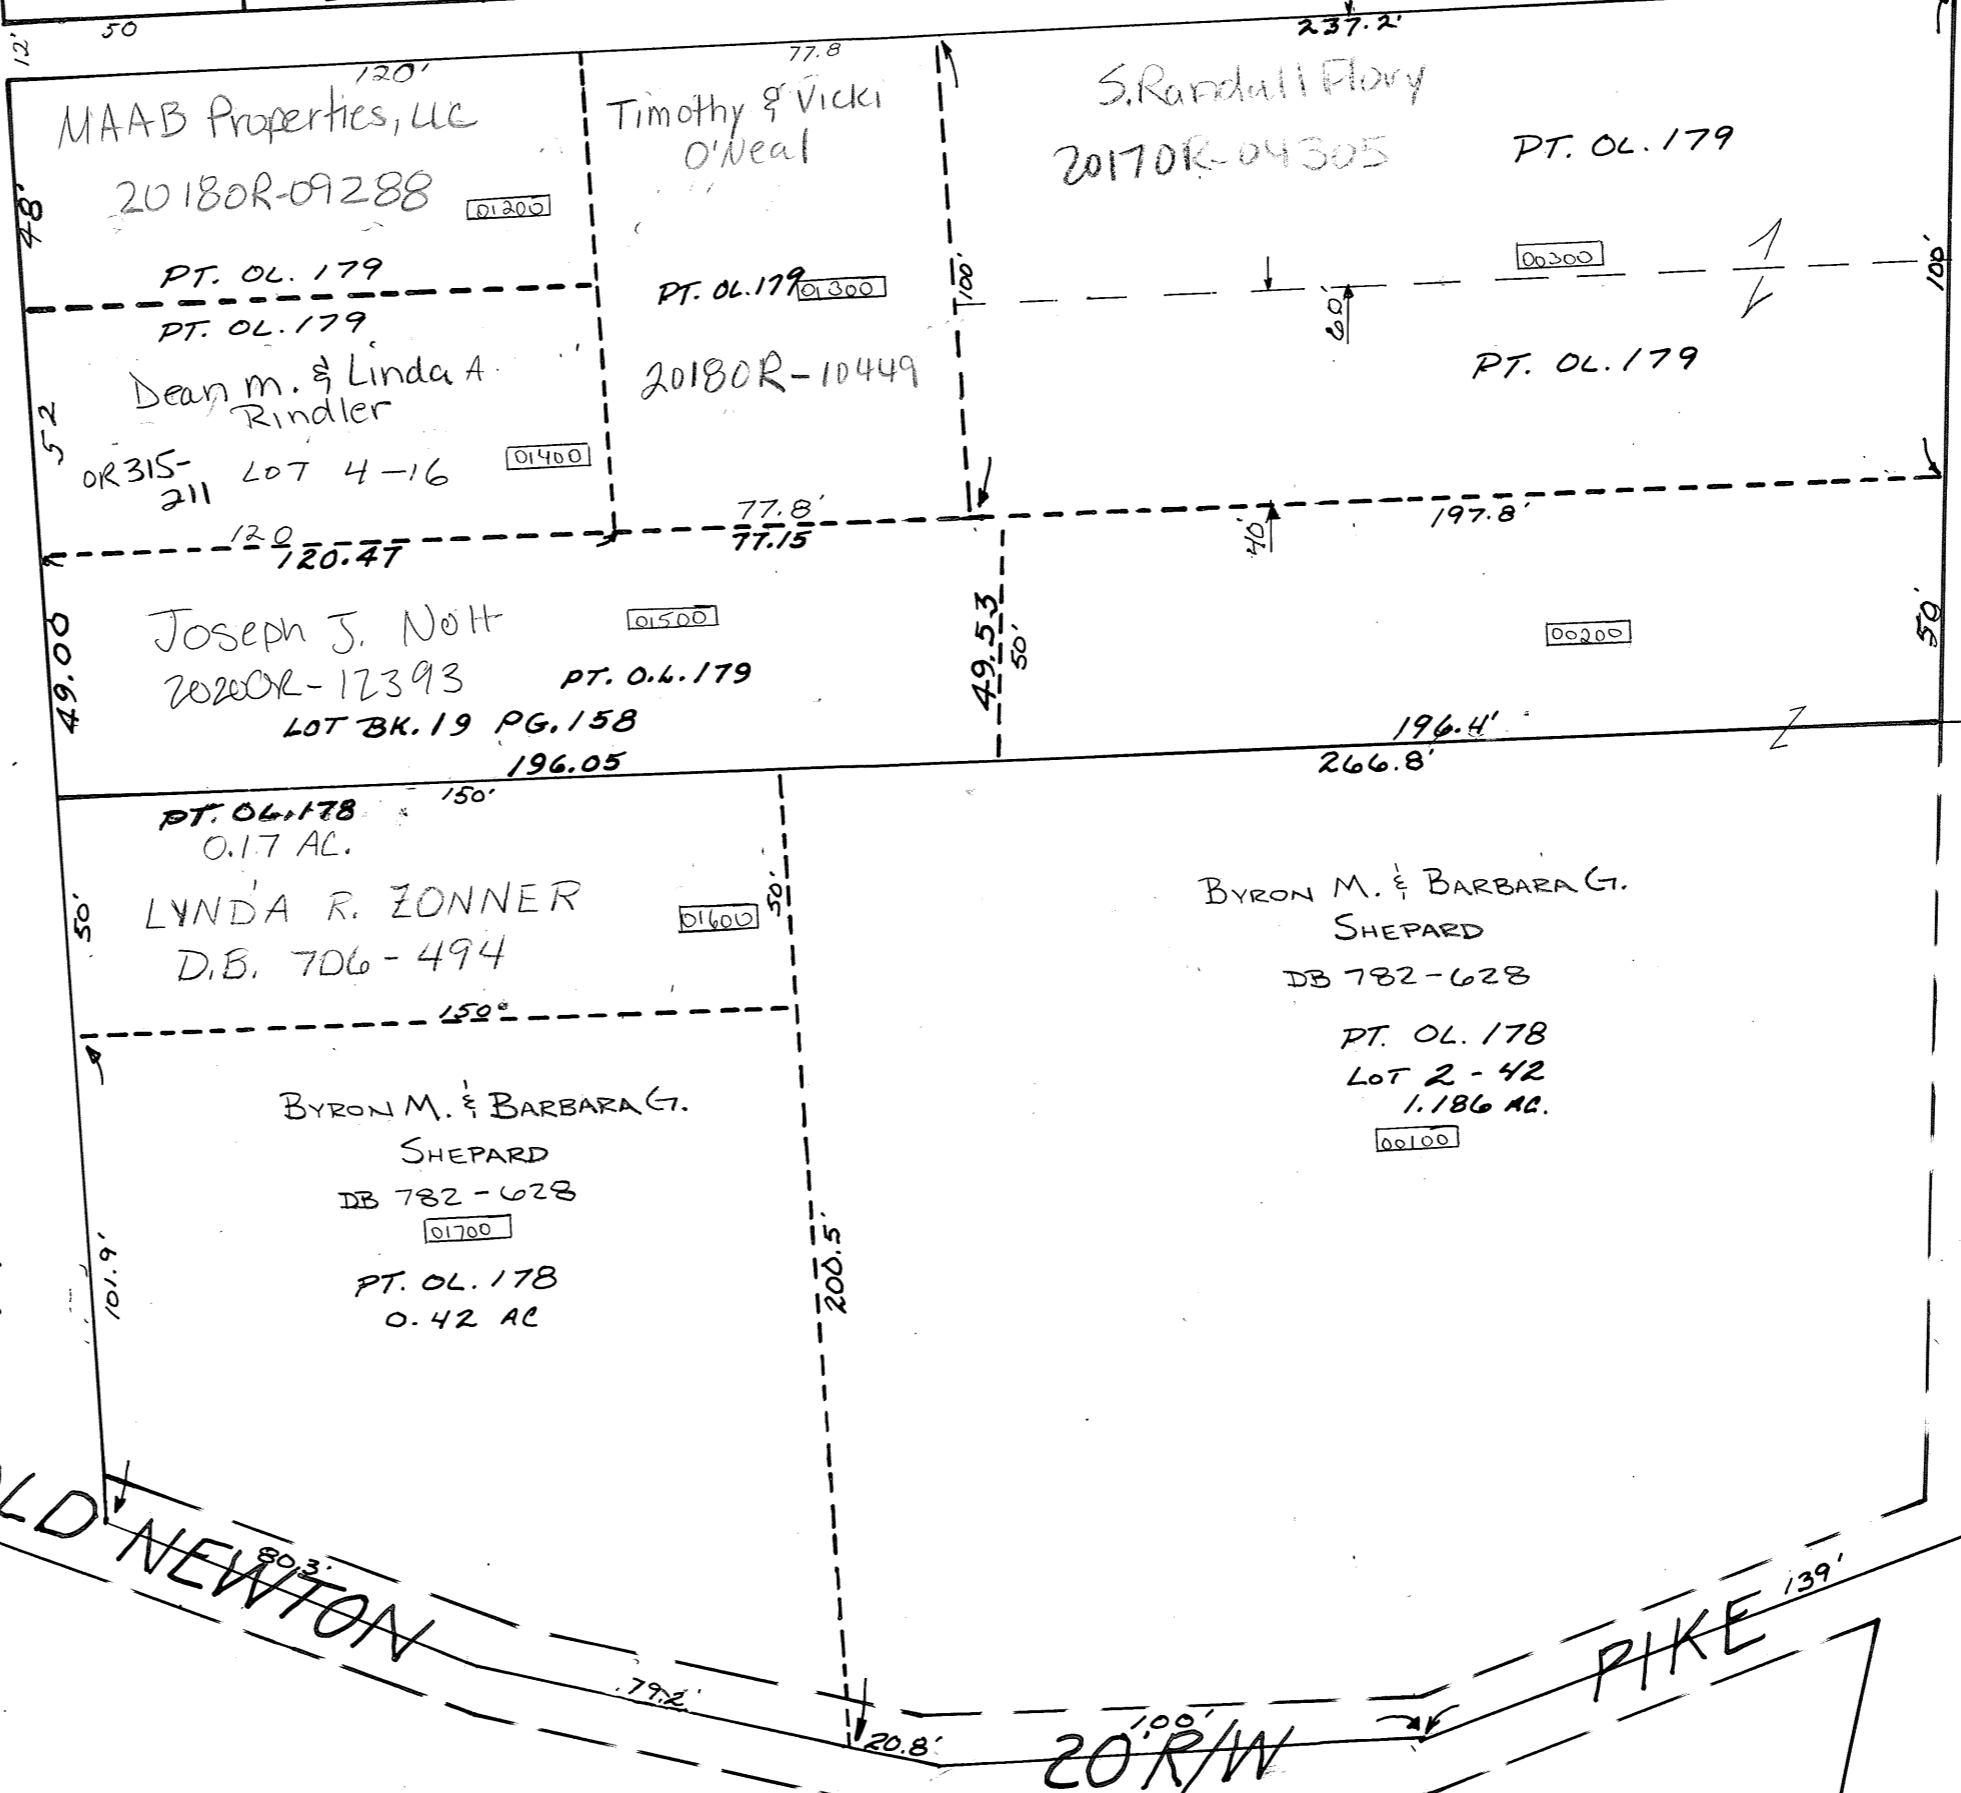 50
12'
237.2'
120'
77.8
MAAB Properties, LLC
20180R-09288
01200
48'
PT. OL. 179
Timothy & Vicki
O'Neal
PT. OL. 179
01300
20180R-10449
S. Randall Flory
20170R-04305
PT. OL. 179
00300
100'
100'
60'
PT. OL. 179
PT. OL. 179
Dean M. & Linda A.
Rindler
OR 315-
211
LOT 4-16
01400
52
120
120.47
77.8'
77.15
197.8'
40'
Joseph J. Nott
2020OR-12393
01500
PT. O.L. 179
LOT BK. 19 PG. 158
49.00
49.53
50'
00200
50'
196.4'
196.05
266.8'
150'
PT. OL. 178
0.17 AC.
LYNDA R. ZONNER
D.B. 706-494
01600
50'
50'
150'
BYRON M. & BARBARA G.
SHEPARD
DB 782-628
PT. OL. 178
LOT 2-42
1.186 AC.
00100
BYRON M. & BARBARA G.
SHEPARD
DB 782-628
01700
PT. OL. 178
0.42 AC
101.9'
200.5'
LD NEWTON PIKE
80.3'
79.2'
20.8'
100'
139'
20' R/W